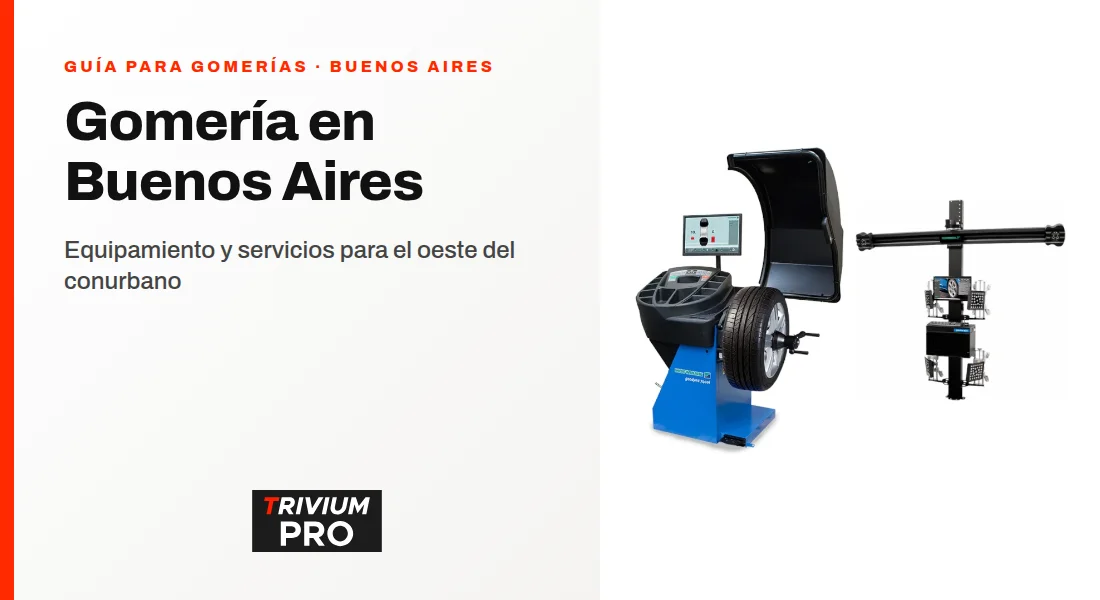 GUÍA PARA GOMERÍAS · BUENOS AIRES
Gomería en
Buenos Aires
Equipamiento y servicios para el oeste del
conurbano
TRIVIUM
PRO